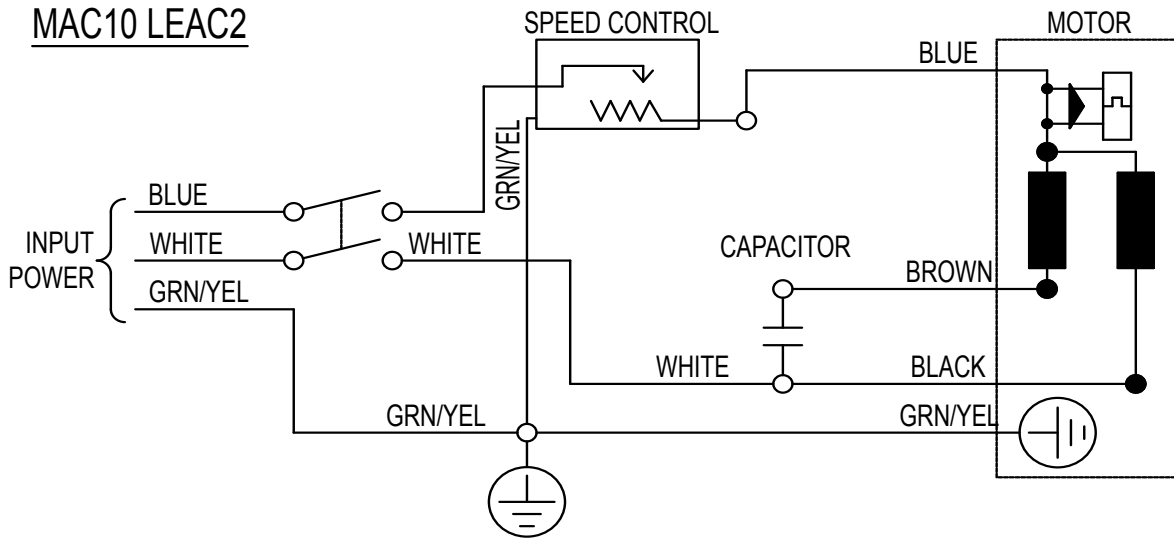 MAC10 LEAC2
SPEED CONTROL
MOTOR
BLUE
GRN/YEL
BLUE
INPUT
POWER
WHITE
WHITE
GRN/YEL
CAPACITOR
BROWN
WHITE
BLACK
GRN/YEL
GRN/YEL